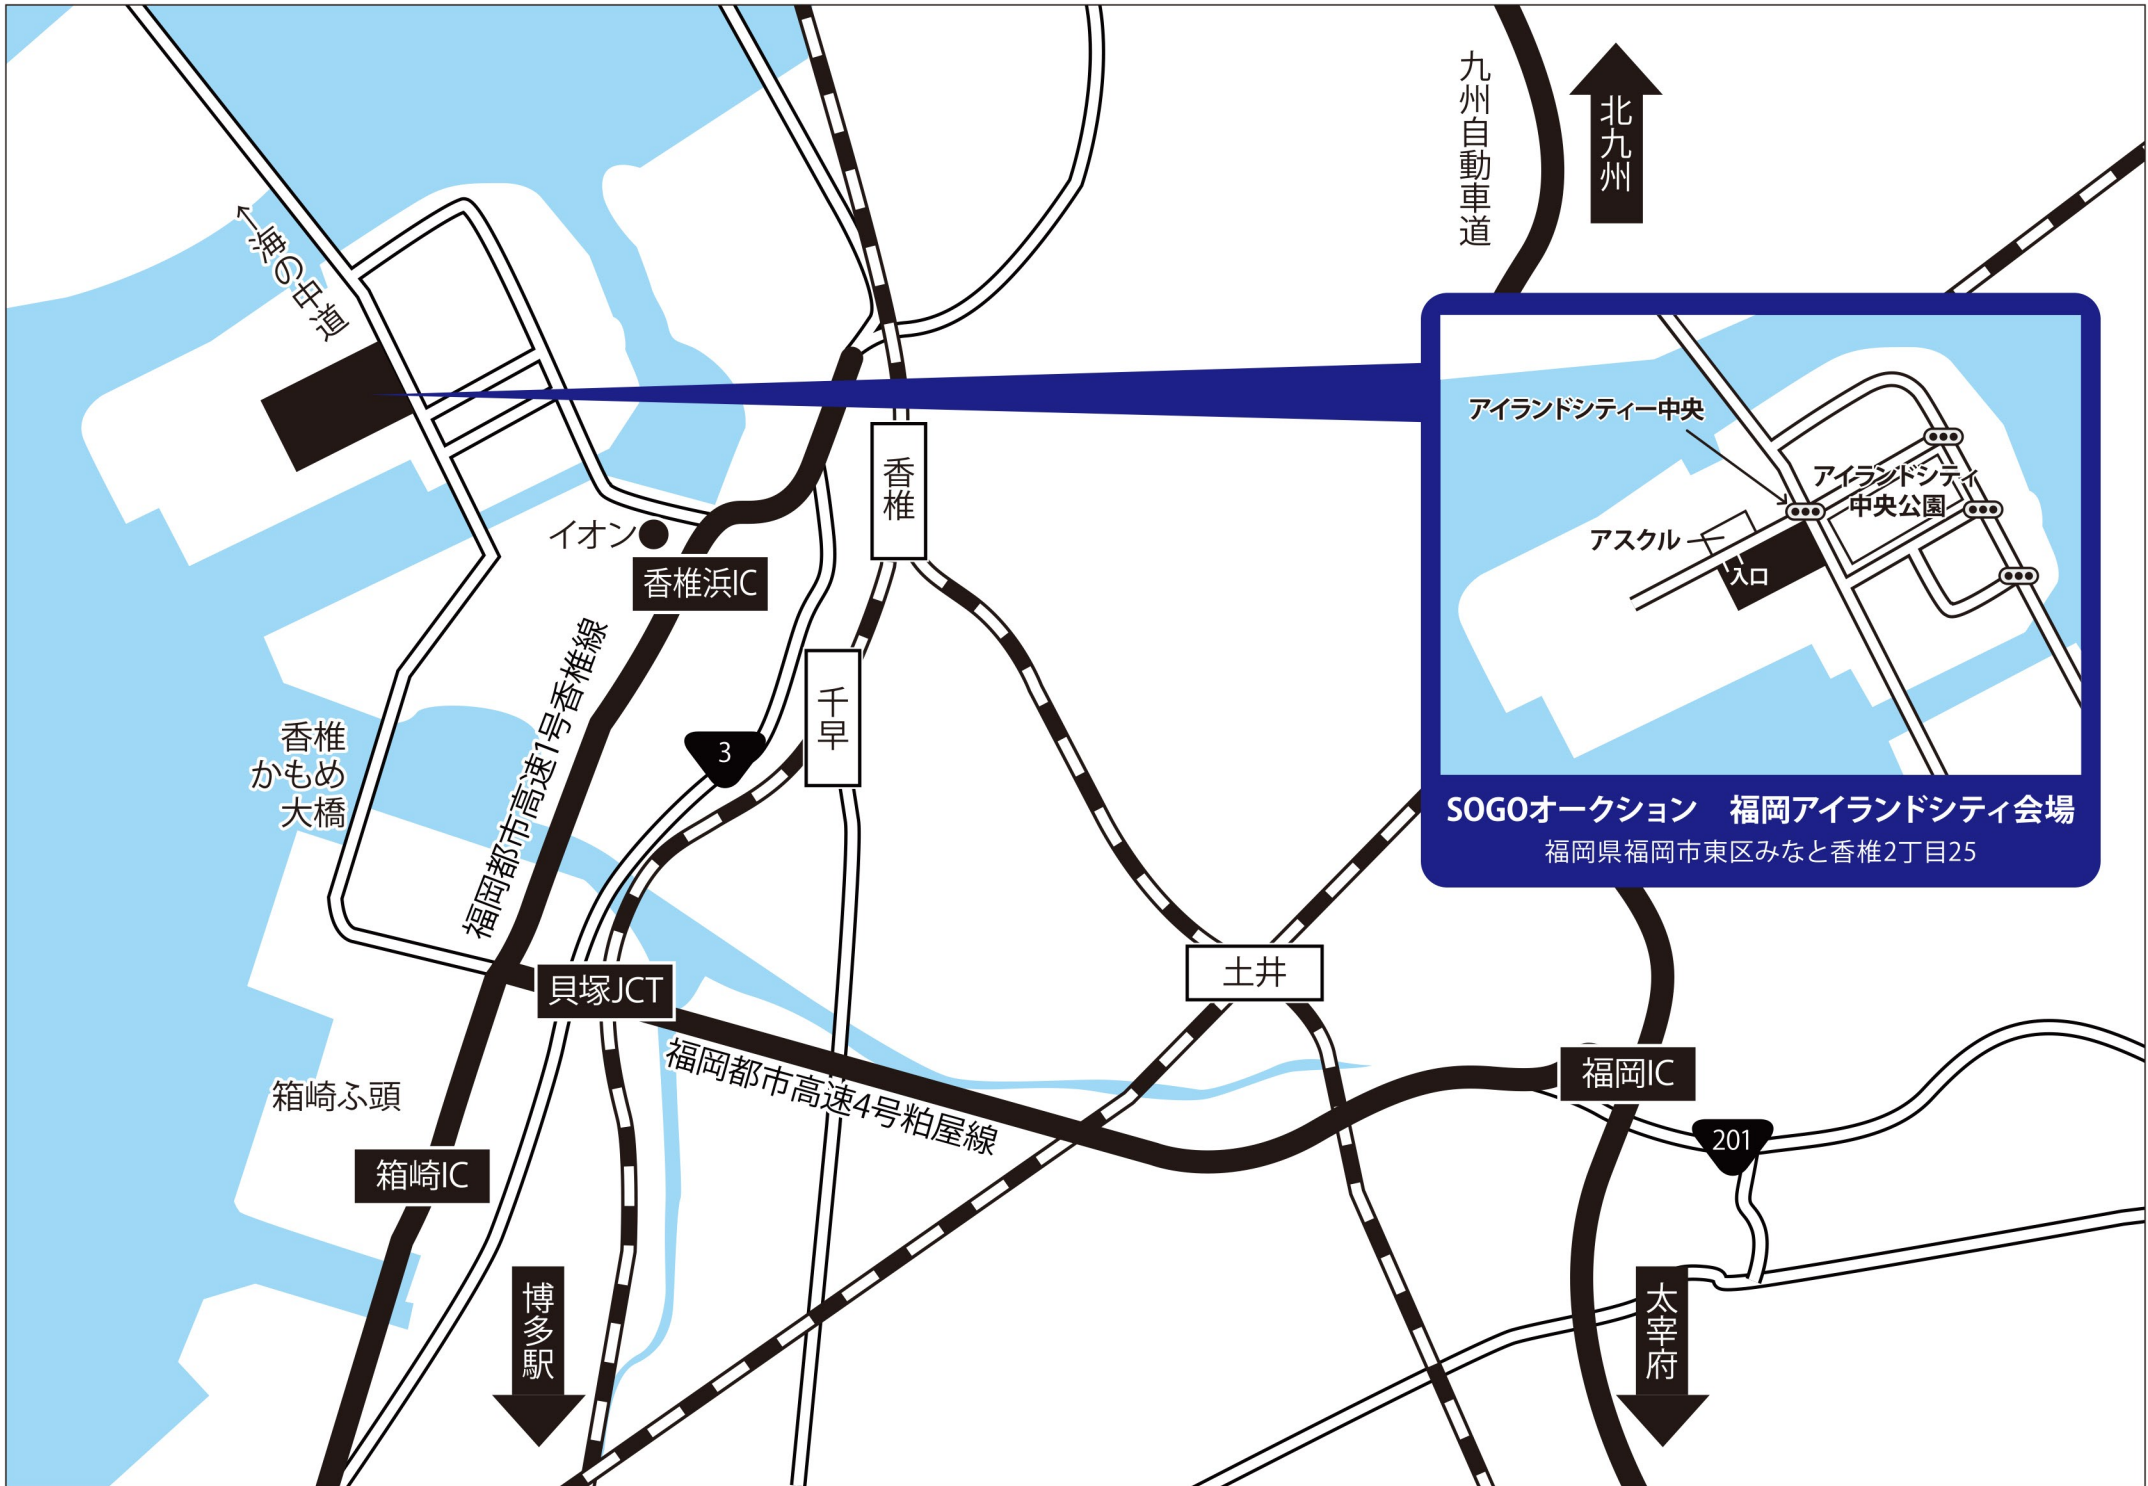 九州自動車道
北九州
←海の中道
アイランドシティー中央
アイランドシティ
中央公園
アスクル
入口
SOGOオークション　福岡アイランドシティ会場
福岡県福岡市東区みなと香椎2丁目25
香椎
イオン
香椎浜IC
福岡都市高速1号香椎線
千早
3
香椎
かもめ
大橋
土井
貝塚JCT
福岡都市高速4号粕屋線
福岡IC
箱崎ふ頭
201
箱崎IC
博多駅
太宰府